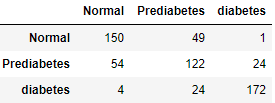 Normal Prediabetes diabetes
Normal 150 49 1
Prediabetes 54 122 24
diabetes 4 24 172